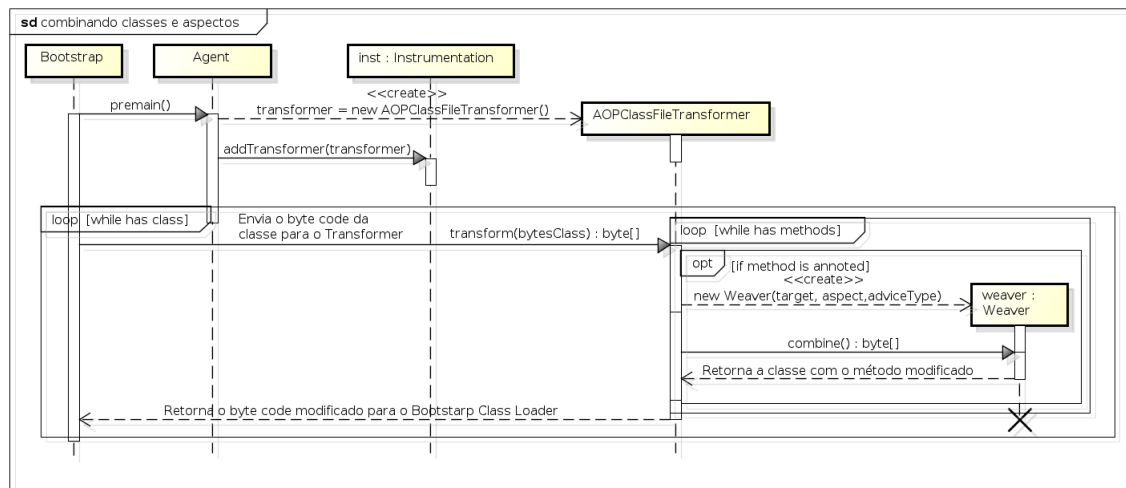 sd combinando classes e aspectos
Bootstrap
Agent
inst : Instrumentation
<<create>>
premain()
transformer = new AOPClassFileTransformer()
AOPClassFileTransformer
addTransformer(transformer)
loop [while has class]
Envia o byte code da
classe para o Transformer
transform(bytesClass) : byte[]
loop [while has methods]
opt
[if method is annoted]
<<create>>
new Weaver(target, aspect,adviceType)
weaver :
Weaver
combine() : byte[]
Retorna a classe com o método modificado
Retorna o byte code modificado para o Bootstarp Class Loader